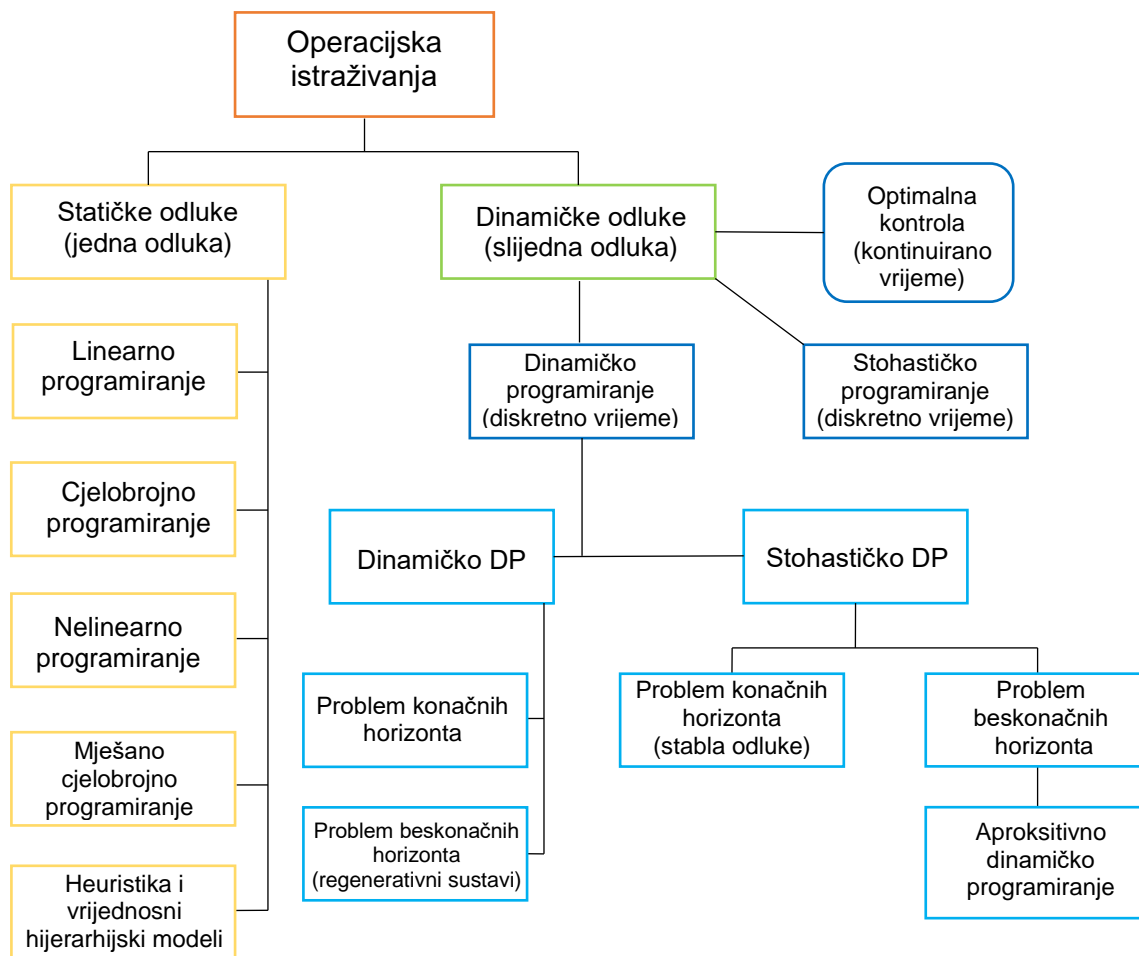 Operacijska
istraživanja
Statičke odluke
(jedna odluka)
Dinamičke odluke
(slijedna odluka)
Optimalna
kontrola
(kontinuirano
vrijeme)
Linearno
programiranje
Dinamičko
programiranje
(diskretno vrijeme)
Stohastičko
programiranje
(diskretno vrijeme)
Cjelobrojno
programiranje
Dinamičko DP
Stohastičko DP
Nelinearno
programiranje
Problem konačnih
horizonta
Problem konačnih
horizonta
(stabla odluke)
Problem
beskonačnih
horizonta
Mješano
cjelobrojno
programiranje
Problem beskonačnih
horizonta
(regenerativni sustavi)
Aproksitivno
dinamičko
programiranje
Heuristika i
vrijednosni
hijerarhijski modeli